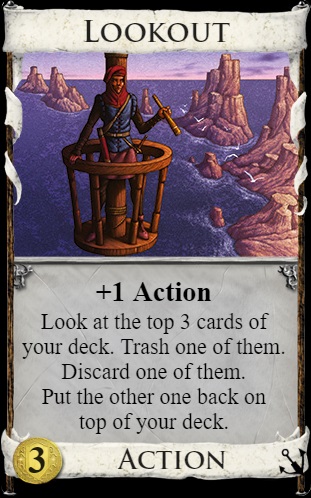 LOOKOUT
+1 Action
Look at the top 3 cards of
your deck. Trash one of them.
Discard one of them.
Put the other one back on
top of your deck.
3
ACTION